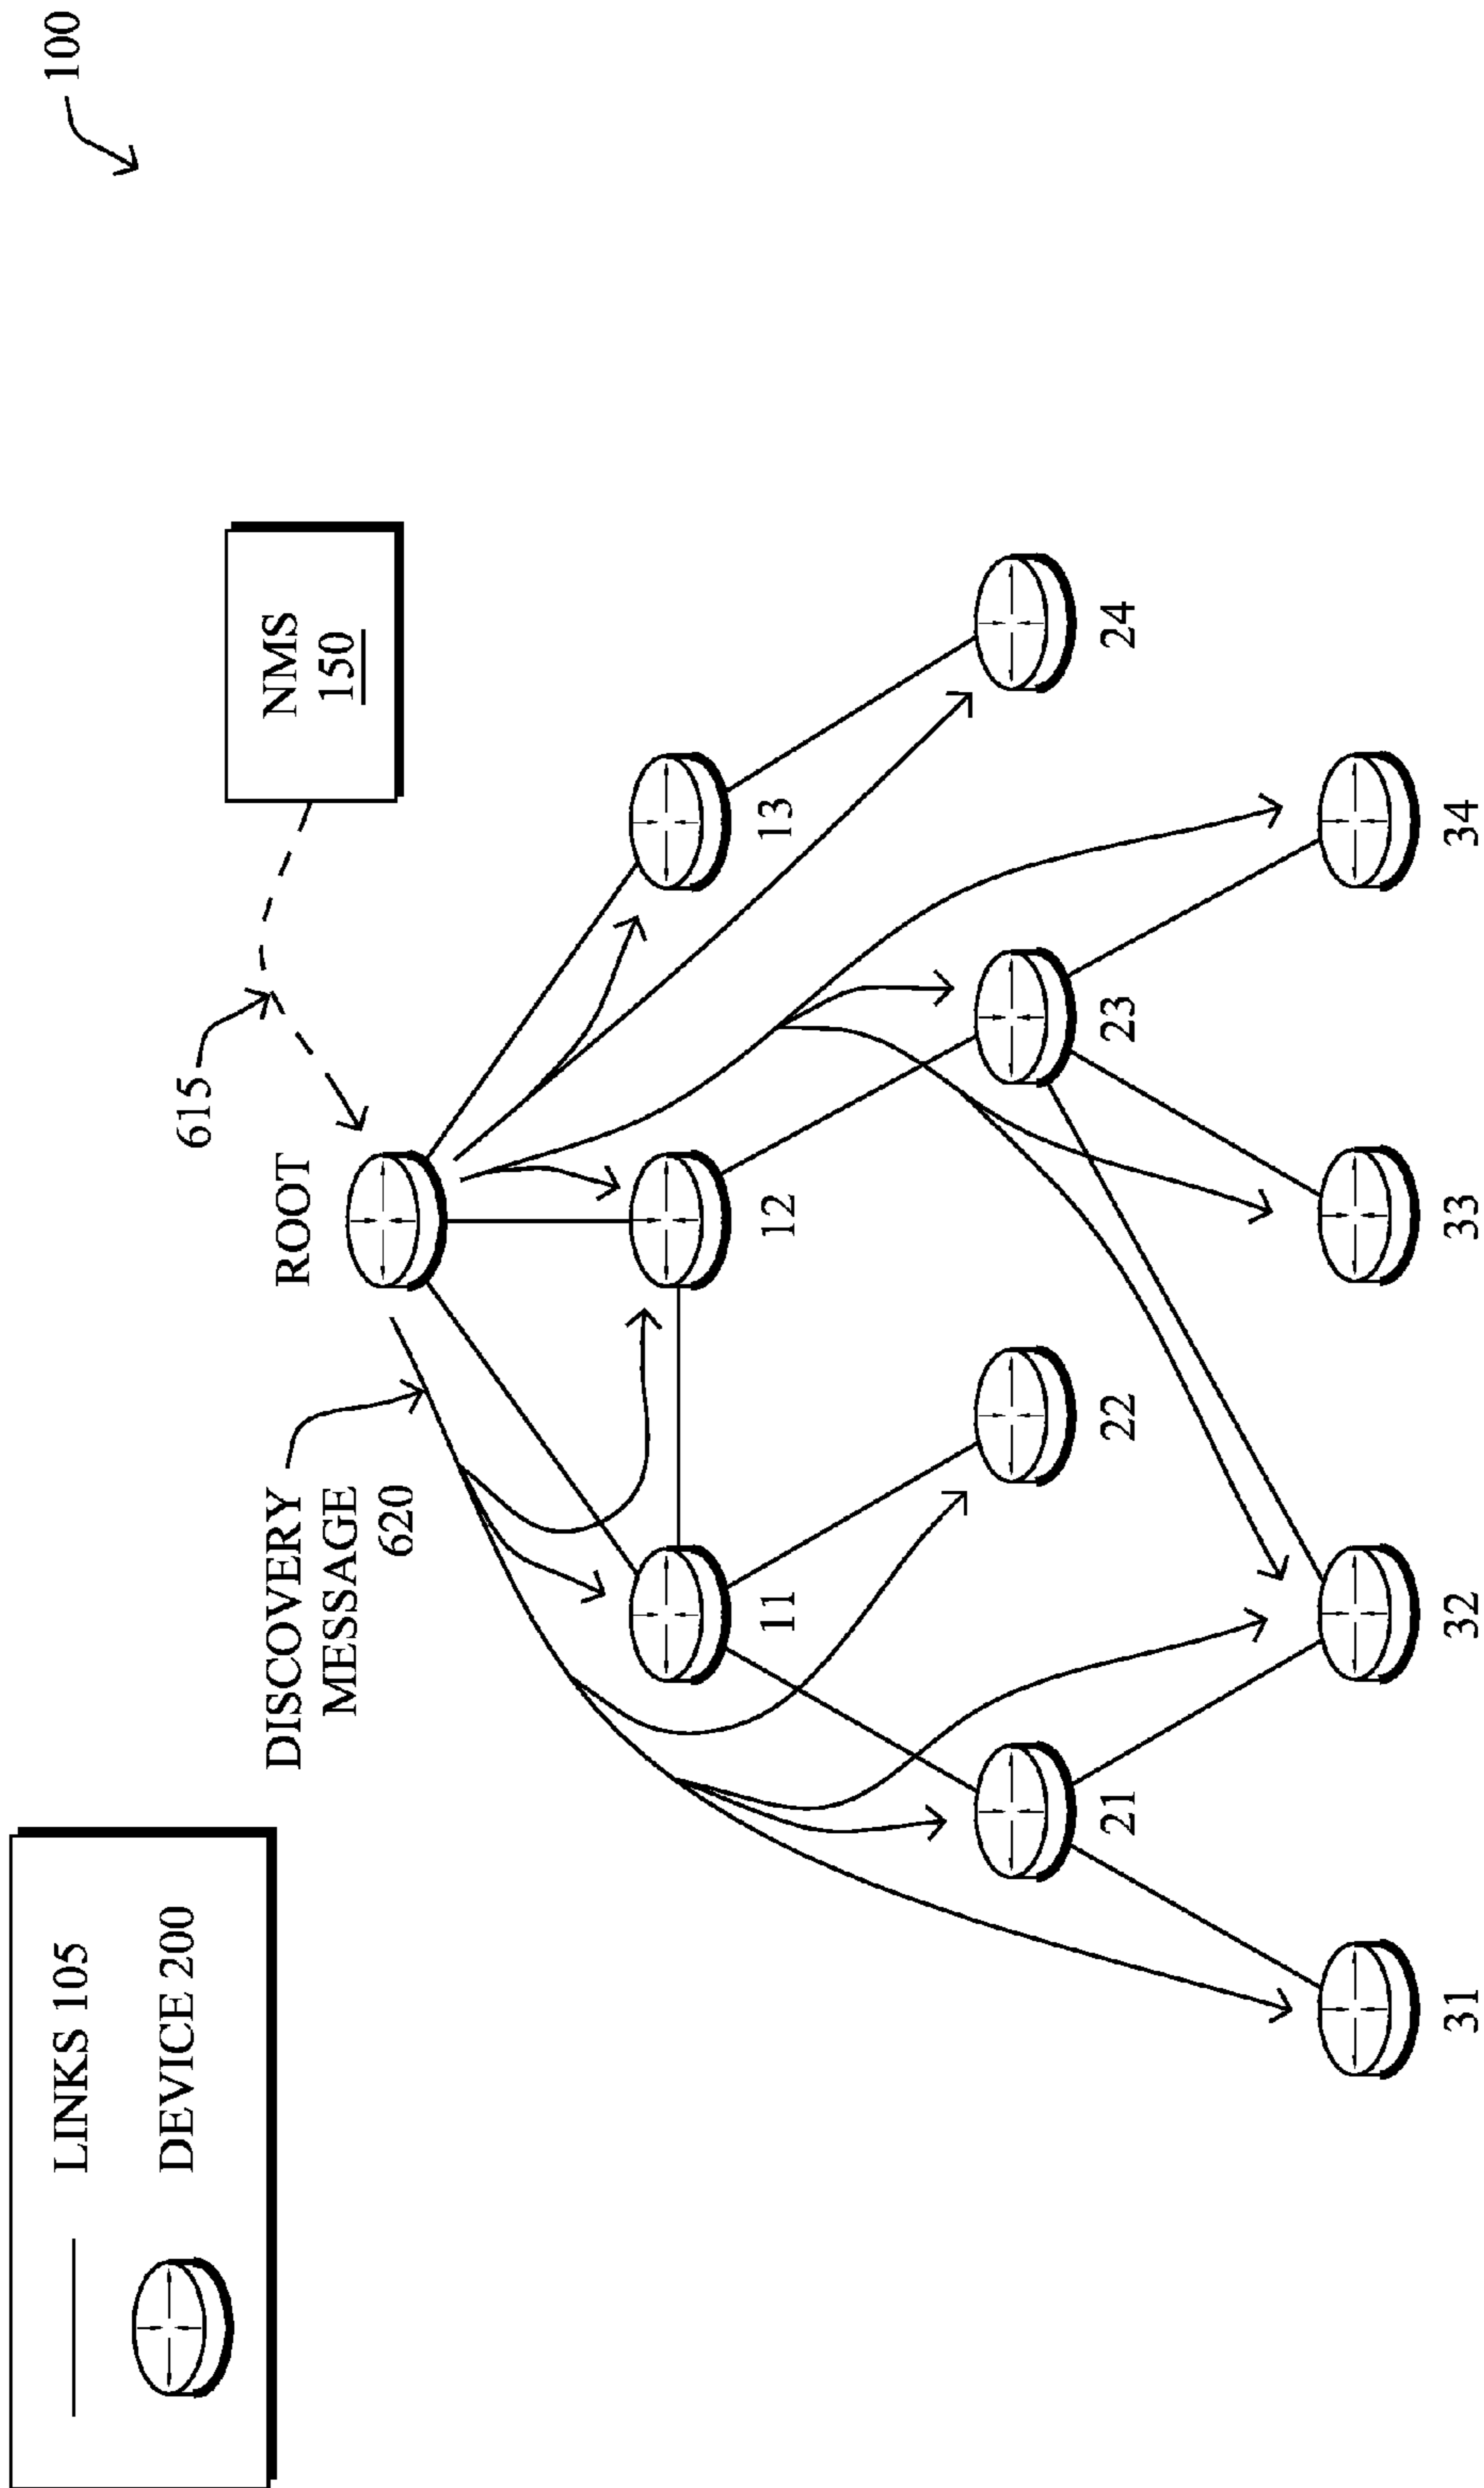 LINKS 105
DEVICE 200
100
NMS
150
615
ROOT
DISCOVERY
MESSAGE
620
11
12
13
21
22
23
24
31
32
33
34